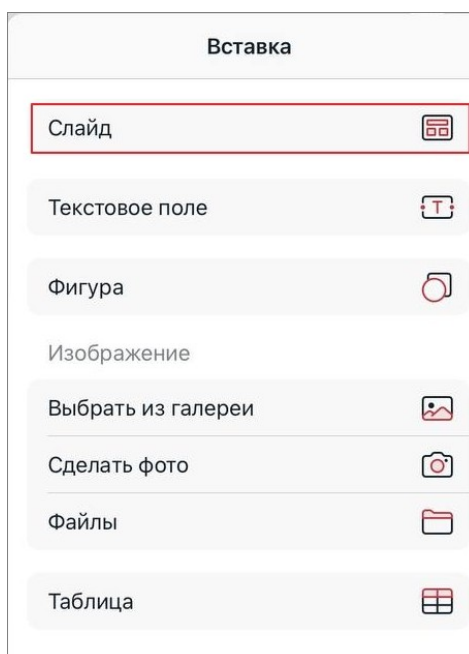 Вставка
Слайд
Текстовое поле
Фигура
Изображение
Выбрать из галереи
Сделать фото
Файлы
Таблица